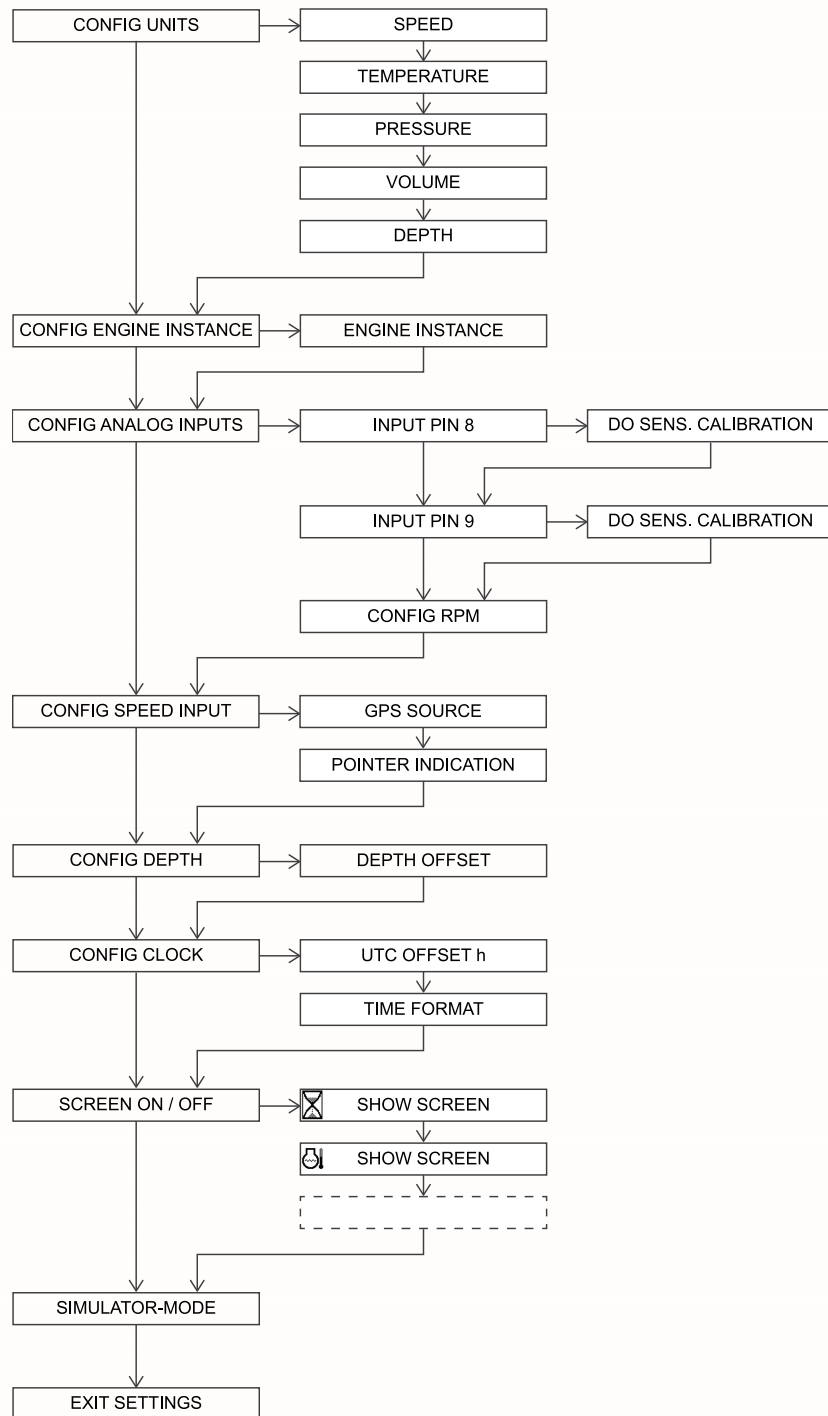 CONFIG UNITS
SPEED
TEMPERATURE
PRESSURE
VOLUME
DEPTH
CONFIG ENGINE INSTANCE
ENGINE INSTANCE
CONFIG ANALOG INPUTS
INPUT PIN 8
DO SENS. CALIBRATION
INPUT PIN 9
DO SENS. CALIBRATION
CONFIG RPM
CONFIG SPEED INPUT
GPS SOURCE
POINTER INDICATION
CONFIG DEPTH
DEPTH OFFSET
CONFIG CLOCK
UTC OFFSET h
TIME FORMAT
SCREEN ON / OFF
SHOW SCREEN
SHOW SCREEN
SIMULATOR-MODE
EXIT SETTINGS